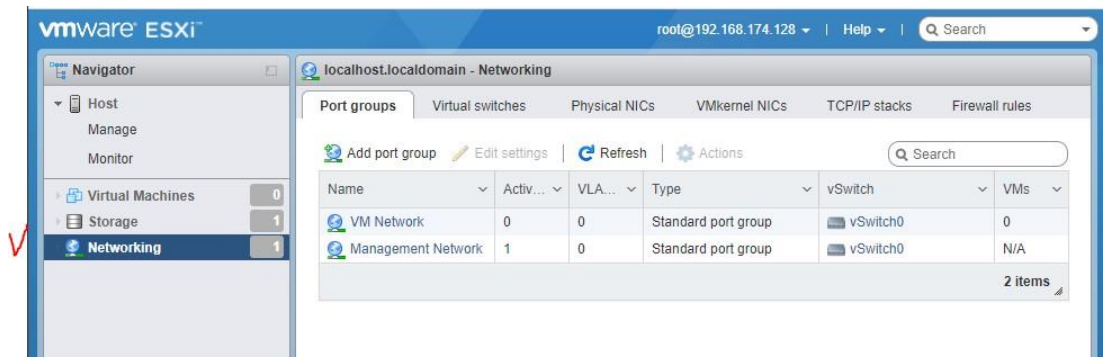 vmware ESXi™ root@192.168.174.128 | Help | Search
Navigator
Host
Manage
Monitor
Virtual Machines 0
Storage 1
Networking 1
localhost.localdomain - Networking
Port groups Virtual switches Physical NICs VMkernel NICs TCP/IP stacks Firewall rules
Add port group Edit settings | Refresh | Actions Search
Name Activ... VLA... Type vSwitch VMs
VM Network 0 0 Standard port group vSwitch0 0
Management Network 1 0 Standard port group vSwitch0 N/A
2 items